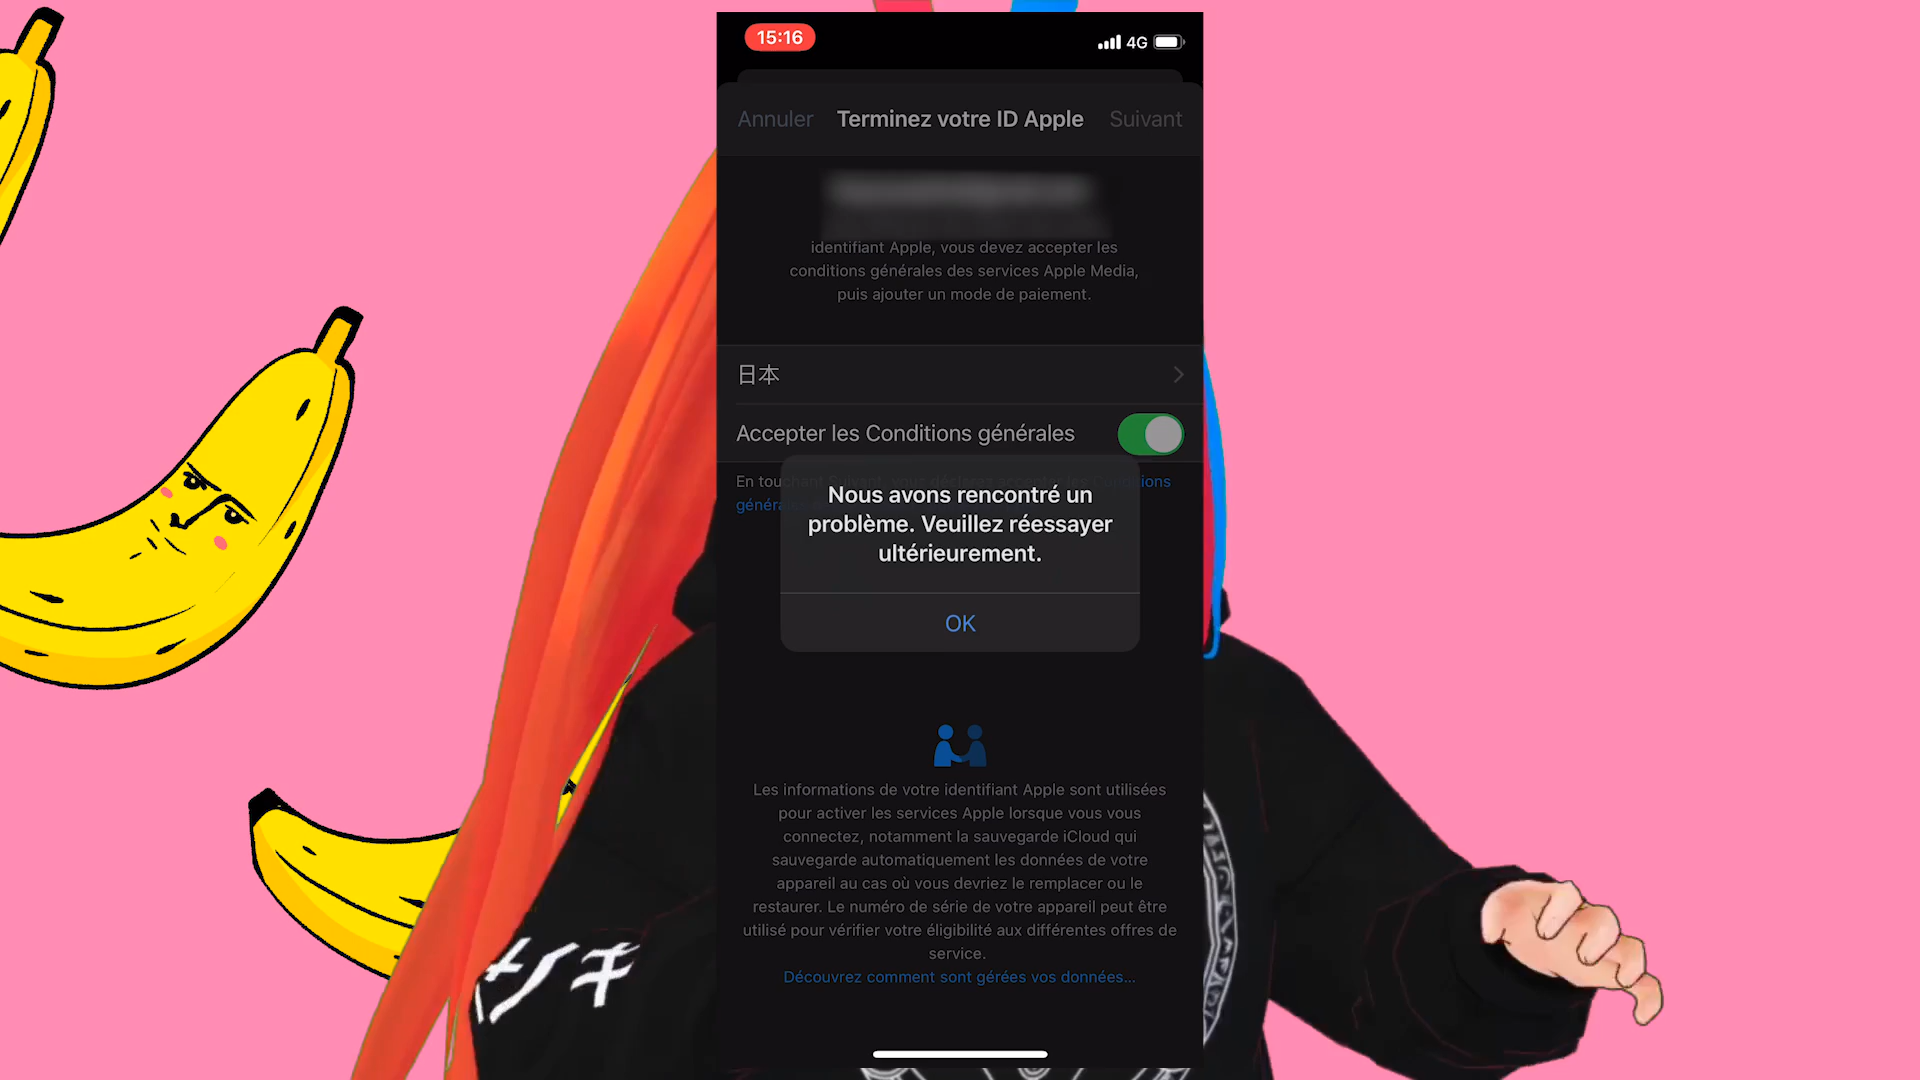 15:16
4G
Annuler Terminez votre ID Apple Suivant
identifiant Apple, vous devez accepter les
conditions générales des services Apple Media,
puis ajouter un mode de paiement.
日本
Accepter les Conditions générales
Nous avons rencontré un
problème. Veuillez réessayer
ultérieurement.
OK
Les informations de votre identifiant Apple sont utilisées
pour activer les services Apple lorsque vous vous
connectez, notamment la sauvegarde iCloud qui
sauvegarde automatiquement les données de votre
appareil au cas où vous devriez le remplacer ou le
restaurer. Le numéro de série de votre appareil peut être
utilisé pour vérifier votre éligibilité aux différentes offres de
service.
Découvrez comment sont gérées vos données...